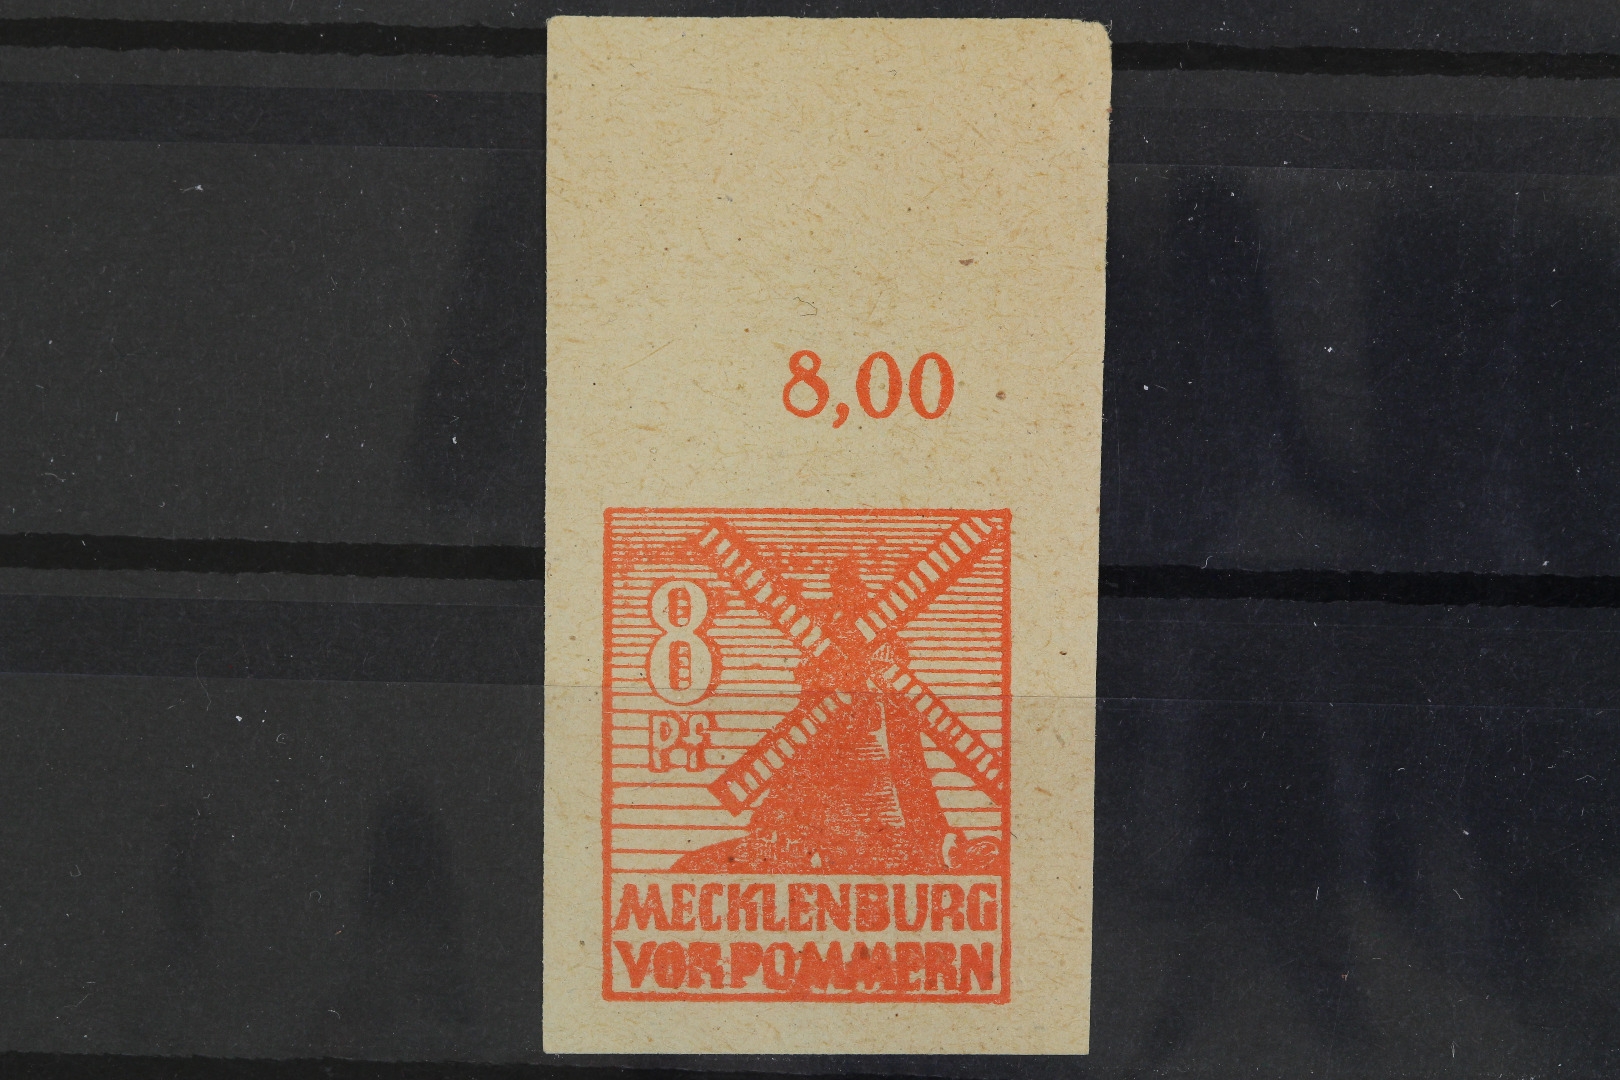 8,00
8
Pf
MECKLENBURG
VORPOMMERN